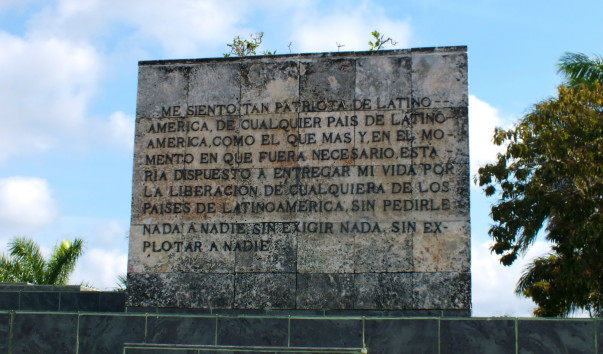 ME SIENTO TAN PATRIOTA DE LATINO-
AMERICA, DE CUALQUIER PAIS DE LATINO
AMERICA, COMO EL QUE MAS Y, EN EL MO-
MENTO EN QUE FUERA NECESARIO, ESTA
RIA DISPUESTO A ENTREGAR MI VIDA POR
LA LIBERACION DE CUALQUIERA DE LOS
PAISES DE LATINOAMERICA, SIN PEDIRLE
NADA A NADIE, SIN EXIGIR NADA, SIN EX-
PLOTAR A NADIE.